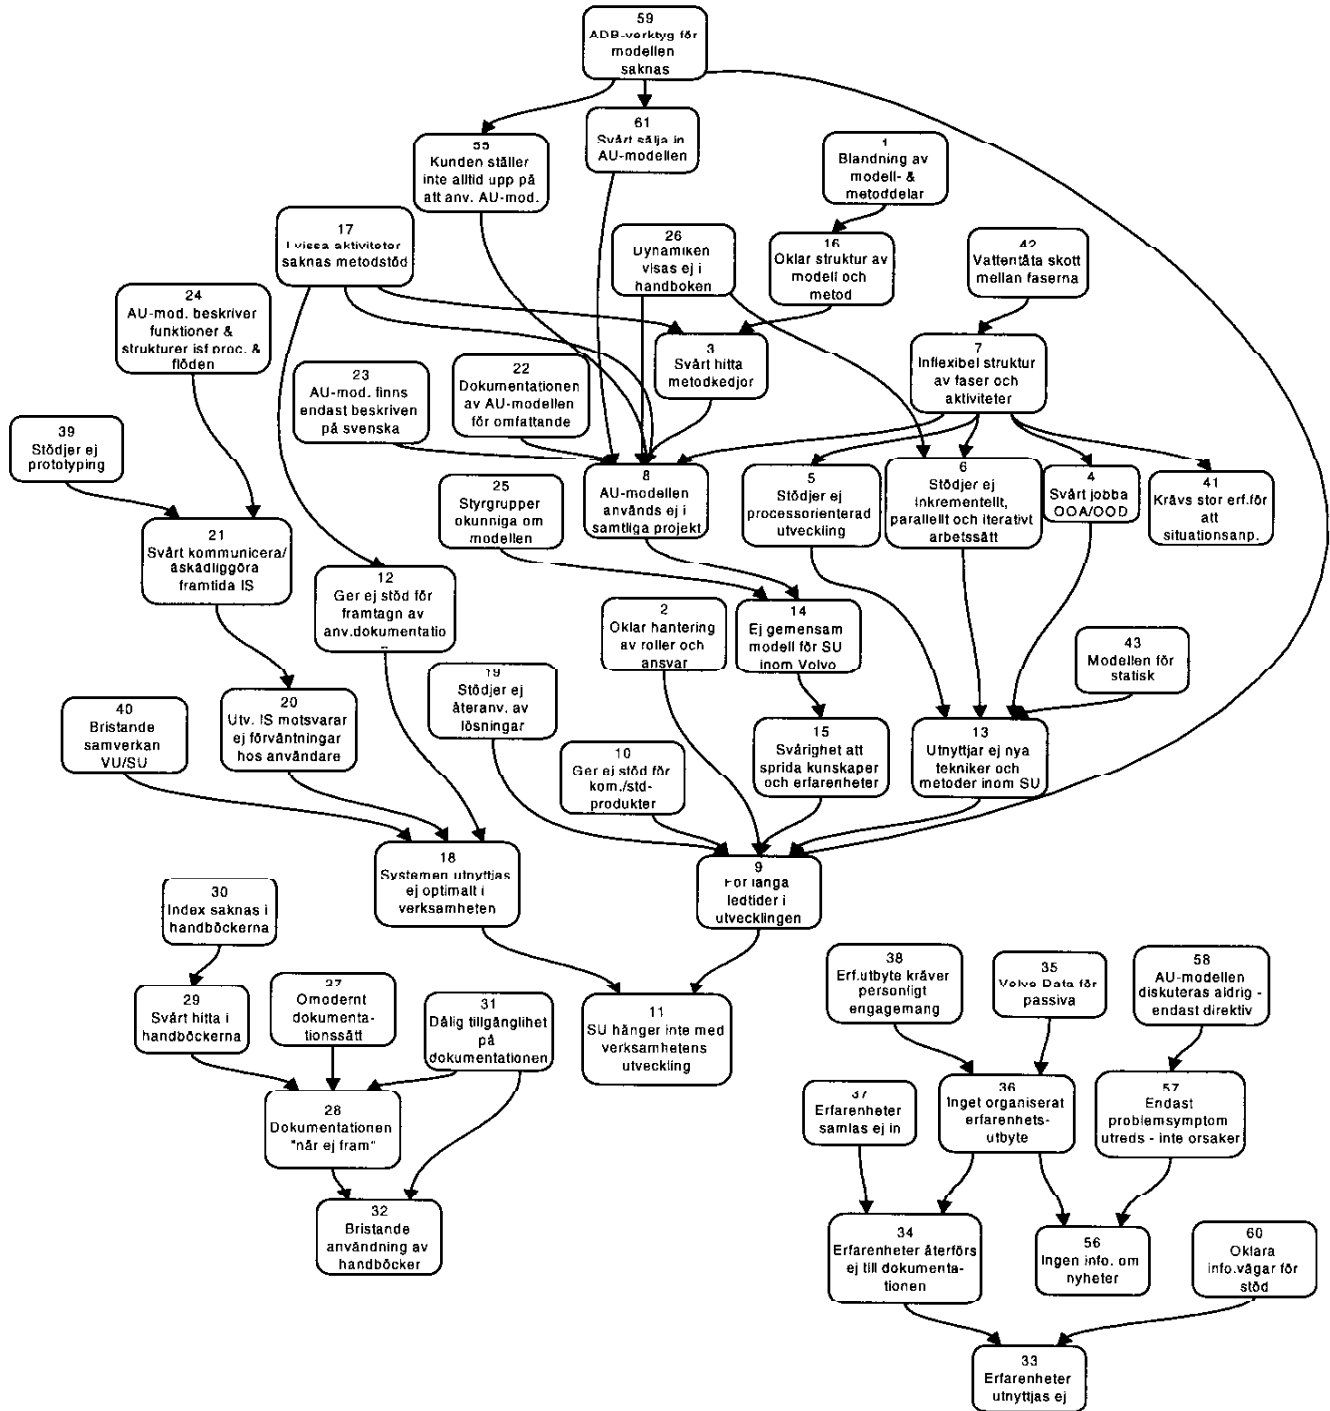 59
ADB-verktyg för
modellen
saknas
61
Svårt sälja in
AU-modellen
55
Kunden ställer
inte alltid upp på
att anv. AU-mod.
1
Blandning av
modell- &
metoddelar
17
I vissa aktiviteter
saknas metodstöd
26
Dynamiken
visas ej i
handboken
16
Oklar struktur av
modell och
metod
42
Vattentäta skott
mellan faserna
24
AU-mod. beskriver
funktioner &
strukturer isf proc. &
flöden
3
Svårt hitta
metodkedjor
7
Inflexibel struktur
av faser och
aktiviteter
23
AU-mod. finns
endast beskriven
på svenska
22
Dokumentationen
av AU-modellen
för omfattande
39
Stödjer ej
prototyping
25
Styrgrupper
okunniga om
modellen
8
AU-modellen
används ej i
samtliga projekt
5
Stödjer ej
processorienterad
utveckling
6
Stödjer ej
inkrementellt,
parallellt och iterativt
arbetssätt
4
Svårt jobba
OOA/OOD
41
Krävs stor erf.för
att
situationsanp.
21
Svårt kommunicera/
åskådliggöra
framtida IS
12
Ger ej stöd för
framtagn av
anv.dokumentatio
2
Oklar hantering
av roller och
ansvar
14
Ej gemensam
modell för SU
inom Volvo
43
Modellen för
statisk
19
Stödjer ej
återanv. av
lösningar
40
Bristande
samverkan
VU/SU
20
Utv. IS motsvarar
ej förväntningar
hos användare
10
Ger ej stöd för
kom./std-
produkter
15
Svårighet att
sprida kunskaper
och erfarenheter
13
Utnyttjar ej nya
tekniker och
metoder inom SU
18
Systemen utnyttjas
ej optimalt i
verksamheten
9
För långa
ledtider i
utvecklingen
30
Index saknas i
handböckerna
38
Erf.utbyte kräver
personligt
engagemang
35
Volvo Data för
passiva
58
AU-modellen
diskuteras aldrig -
endast direktiv
29
Svårt hitta i
handböckerna
27
Omodernt
dokumenta-
tionssätt
31
Dålig tillgänglihet
på
dokumentationen
11
SU hänger inte med
verksamhetens
utveckling
37
Erfarenheter
samlas ej in
36
Inget organiserat
erfarenhets-
utbyte
57
Endast
problemsymptom
utreds - inte orsaker
28
Dokumentationen
"når ej fram"
32
Bristande
användning av
handböcker
34
Erfarenheter återförs
ej till dokumenta-
tionen
56
Ingen info. om
nyheter
60
Oklara
info.vägar för
stöd
33
Erfarenheter
utnyttjas ej